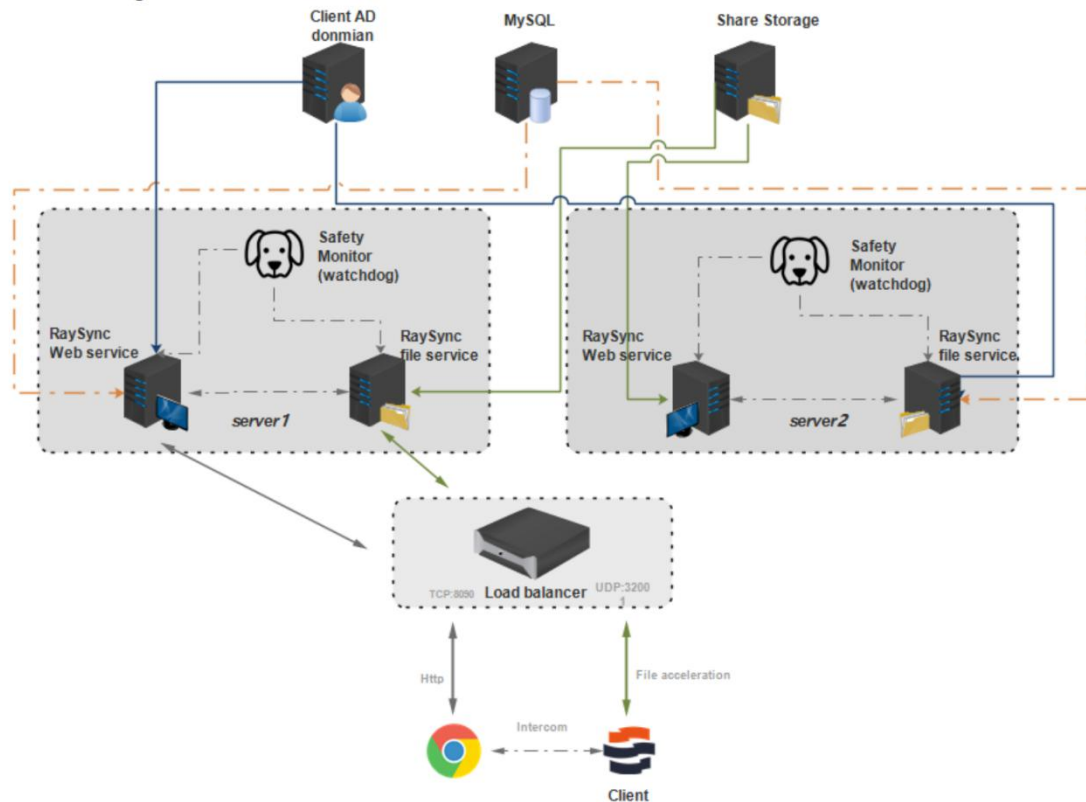 Client AD
donmian
MySQL
Share Storage
Safety
Monitor
(watchdog)
RaySync
Web service
RaySync
file service
server1
Safety
Monitor
(watchdog)
RaySync
Web service
RaySync
file service
server2
TCP:8090
Load balancer
UDP:3200
1
Http
File acceleration
Intercom
Client